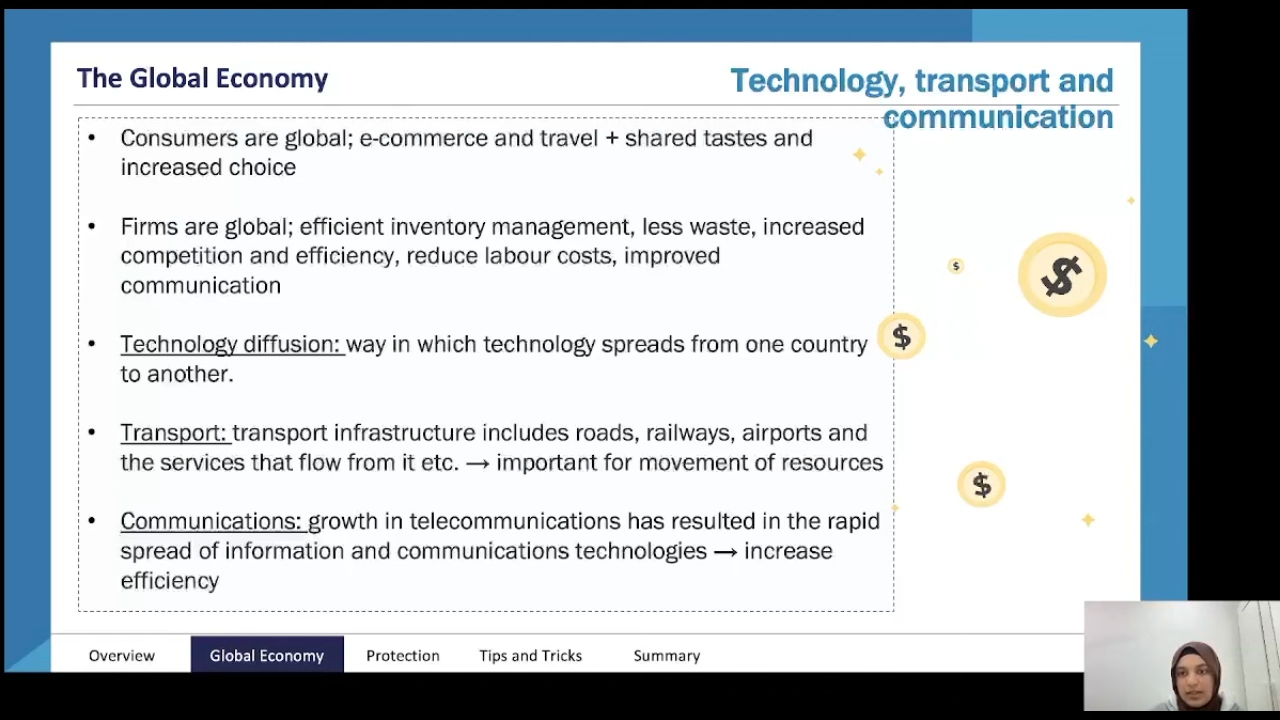 The Global Economy
Technology, transport and
communication
• Consumers are global; e-commerce and travel + shared tastes and
increased choice
• Firms are global; efficient inventory management, less waste, increased
competition and efficiency, reduce labour costs, improved
communication
• Technology diffusion: way in which technology spreads from one country
to another.
• Transport: transport infrastructure includes roads, railways, airports and
the services that flow from it etc. → important for movement of resources
• Communications: growth in telecommunications has resulted in the rapid
spread of information and communications technologies → increase
efficiency
$
$
$
$
Overview
Global Economy
Protection
Tips and Tricks
Summary